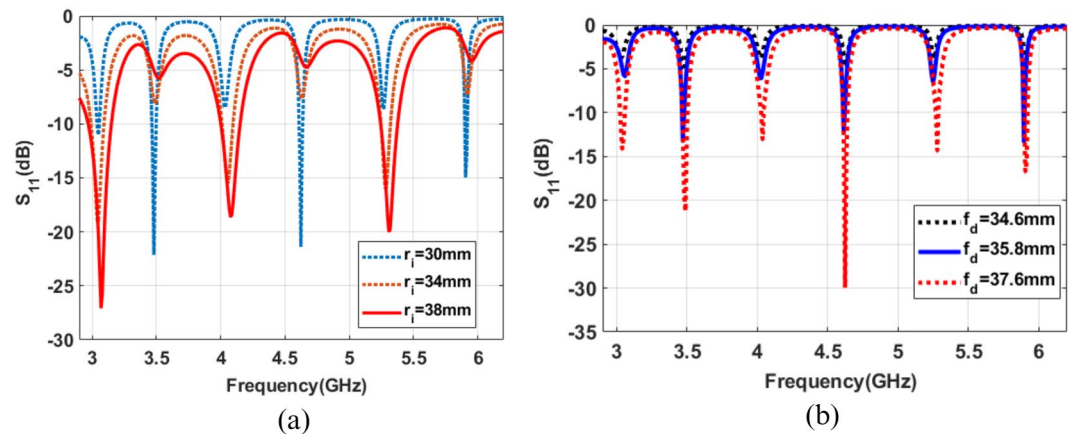 0
-5
-10
-15
-20
-25
-30
S11(dB)
3 3.5 4 4.5 5 5.5 6
Frequency(GHz)
ri=30mm
ri=34mm
ri=38mm
(a)
0
-5
-10
-15
-20
-25
-30
-35
S11(dB)
3 3.5 4 4.5 5 5.5 6
Frequency(GHz)
fd=34.6mm
fd=35.8mm
fd=37.6mm
(b)